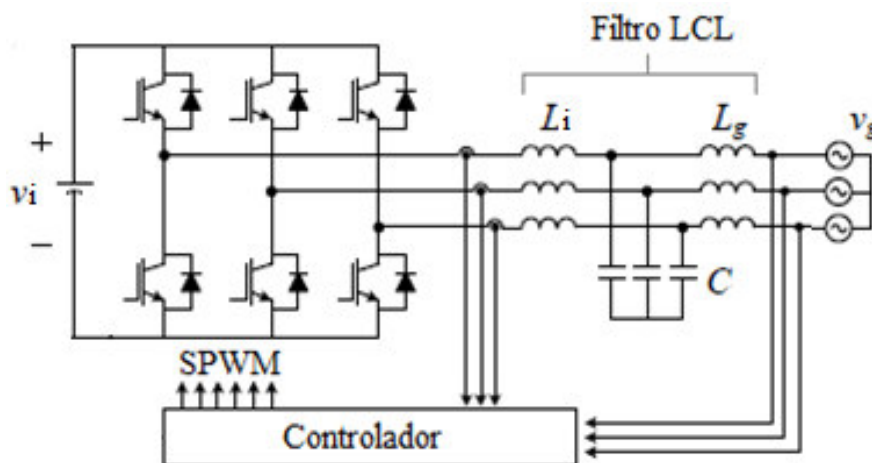 Filtro LCL
Li
Lg
vg
+
vi
−
C
SPWM
Controlador